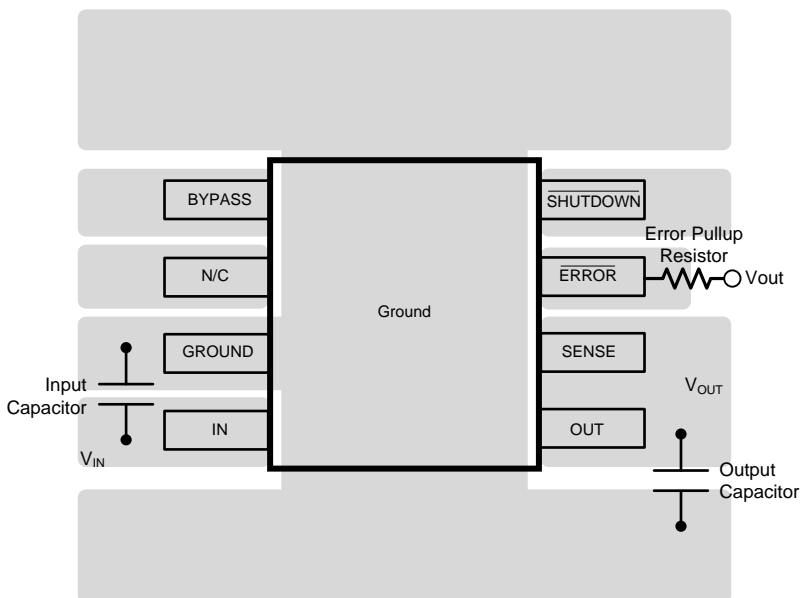 BYPASS
SHUTDOWN
Error Pullup
Resistor
N/C
ERROR
Vout
Ground
GROUND
SENSE
Input
Capacitor
VOUT
IN
OUT
VIN
Output
Capacitor